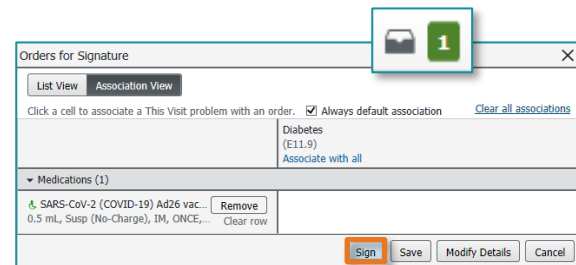 1
Orders for Signature
List View Association View
Click a cell to associate a This Visit problem with an order. Always default association Clear all associations
Diabetes
(E11.9)
Associate with all
Medications (1)
SARS-CoV-2 (COVID-19) Ad26 vac... Remove
0.5 mL, Susp (No-Charge), IM, ONCE,... Clear row
Sign Save Modify Details Cancel